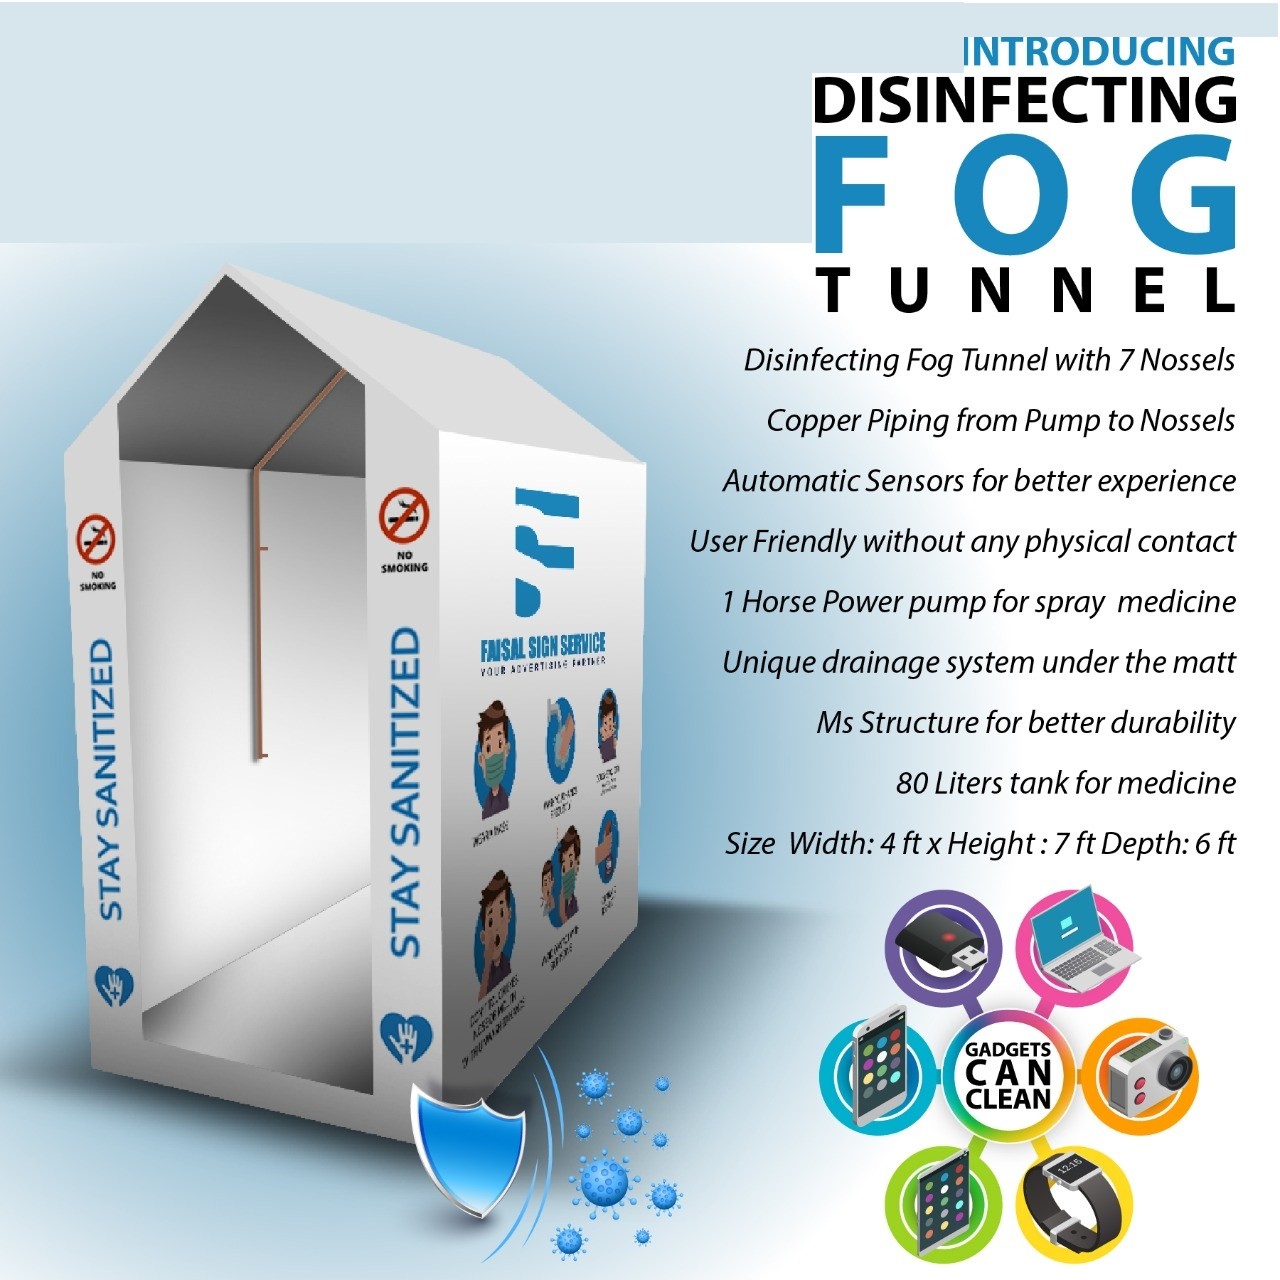 INTRODUCING
DISINFECTING
FOG
TUNNEL
Disinfecting Fog Tunnel with 7 Nossels
Copper Piping from Pump to Nossels
Automatic Sensors for better experience
User Friendly without any physical contact
1 Horse Power pump for spray medicine
Unique drainage system under the matt
Ms Structure for better durability
80 Liters tank for medicine
Size Width: 4 ft x Height : 7 ft Depth: 6 ft
NO
SMOKING
STAY SANITIZED
NO
SMOKING
STAY SANITIZED
FAISAL SIGN SERVICE
YOUR ADVERTISING PARTNER
GADGETS
CAN
CLEAN
12:16